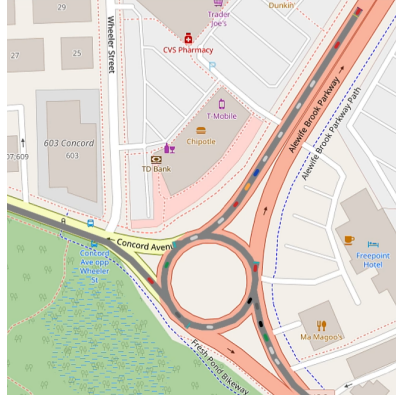 Dunkin'
29
Trader
Joe's
Wheeler Street
CVS Pharmacy
27
25
T-Mobile
Alewife Brook Parkway →
Alewife Brook Parkway Path
603 Concord
603
07;609
Chipotle
TD Bank
← Concord Aven
Concord
Ave opp
Wheeler
St
Freepoint
Hotel
Ma Magoo's
Fresh Pond Bikeway